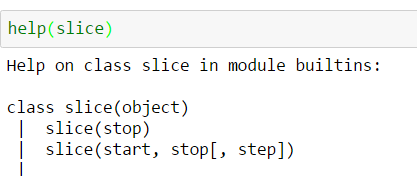 help(slice)
Help on class slice in module builtins:
class slice(object)
 |  slice(stop)
 |  slice(start, stop[, step])
 |